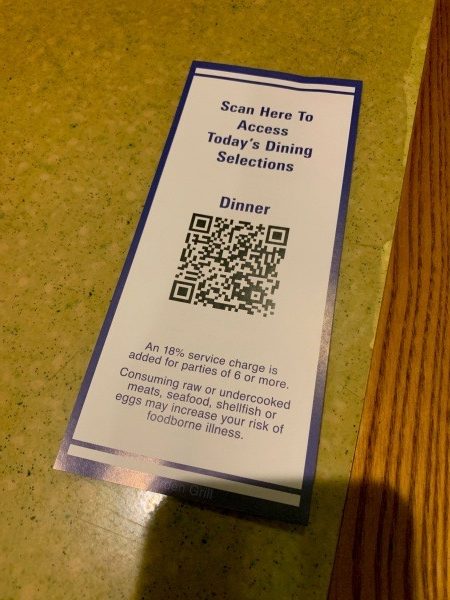 Scan Here To
Access
Today's Dining
Selections
Dinner
An 18% service charge is
added for parties of 6 or more.
Consuming raw or undercooked
meats, seafood, shellfish or
eggs may increase your risk of
foodborne illness.
Grill